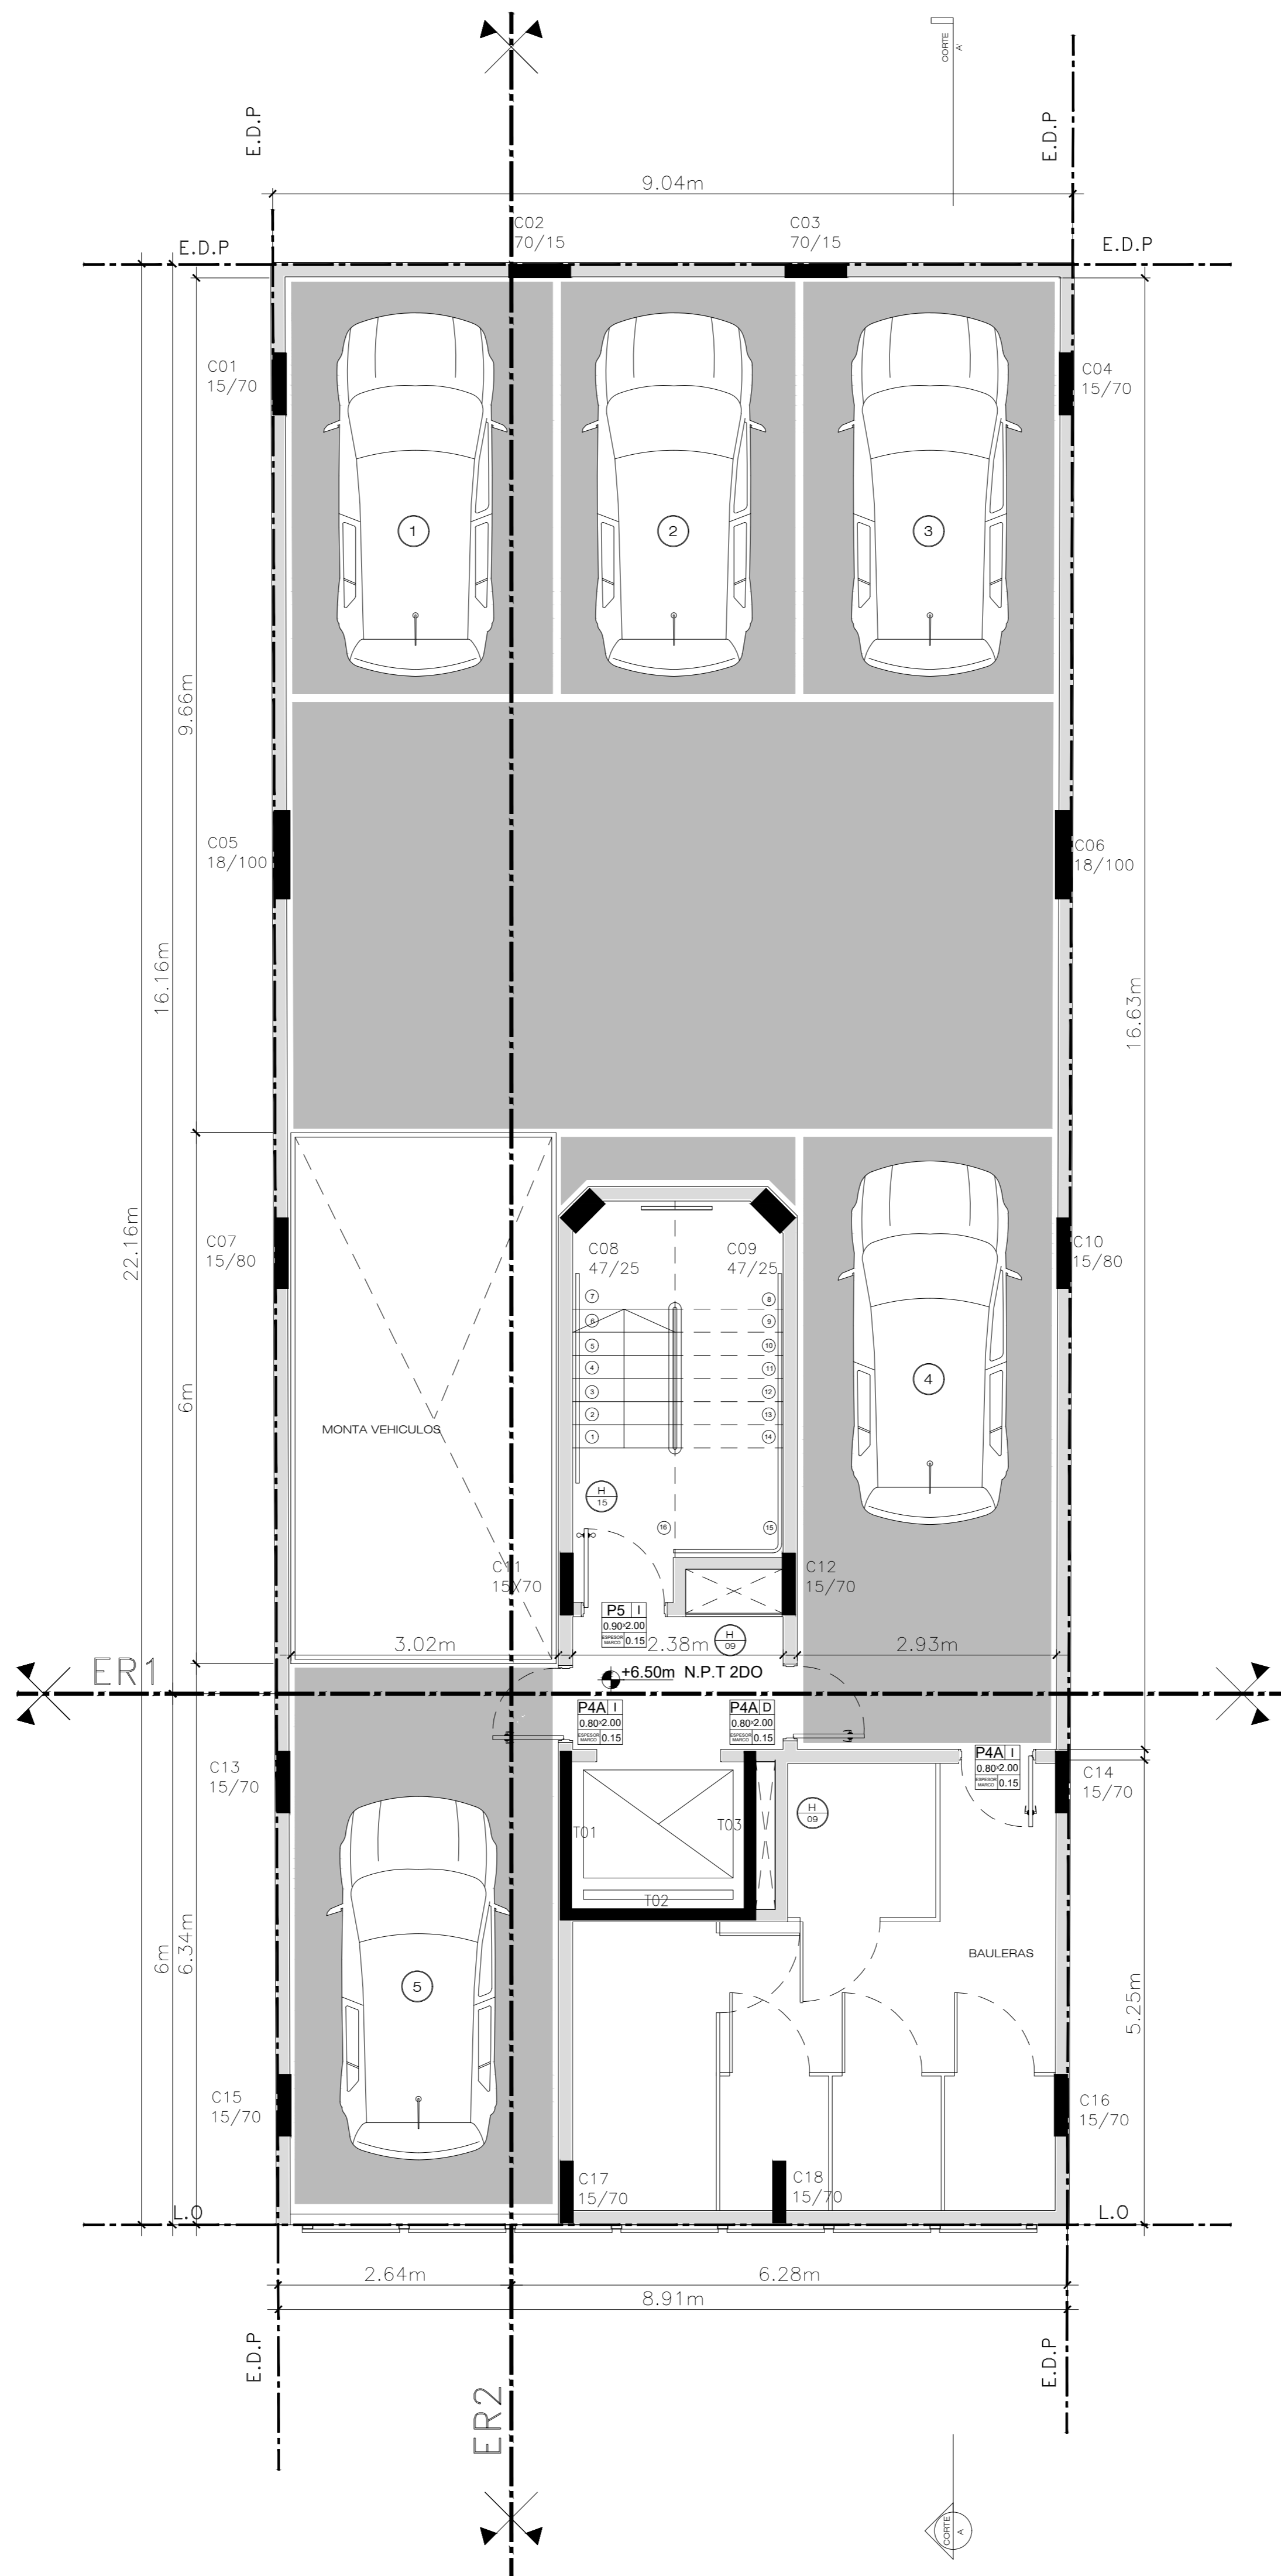 CORTE
A'
E.D.P
E.D.P
9.04m
C02
70/15
C03
70/15
E.D.P
E.D.P
C01
15/70
C04
15/70
1
2
3
9.66m
C05
18/100
C06
18/100
16.16m
16.63m
22.16m
C07
15/80
C08
47/25
C09
47/25
C10
15/80
7
8
6
9
5
10
4
11
3
12
2
13
1
14
4
6m
MONTA VEHICULOS
H
15
16
15
C11
15X70
C12
15/70
P5 I
0.90x2.00
ESPESOR MARCO 0.15
H
09
3.02m
2.38m
2.93m
ER1
+6.50m N.P.T 2DO
P4A I
0.80x2.00
ESPESOR MARCO 0.15
P4A D
0.80x2.00
ESPESOR MARCO 0.15
P4A I
0.80x2.00
ESPESOR MARCO 0.15
C13
15/70
C14
15/70
H
09
T01
T03
T02
6m
6.34m
5
BAULERAS
5.25m
C15
15/70
C16
15/70
C17
15/70
C18
15/70
L.O
L.O
2.64m
6.28m
8.91m
E.D.P
E.D.P
ER2
CORTE
A